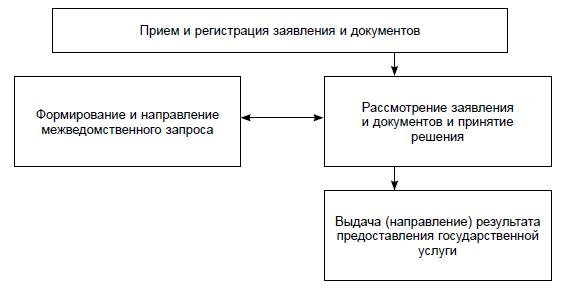 Прием и регистрация заявления и документов
Формирование и направление
межведомственного запроса
Рассмотрение заявления
и документов и принятие
решения
Выдача (направление) результата
предоставления государственной
услуги